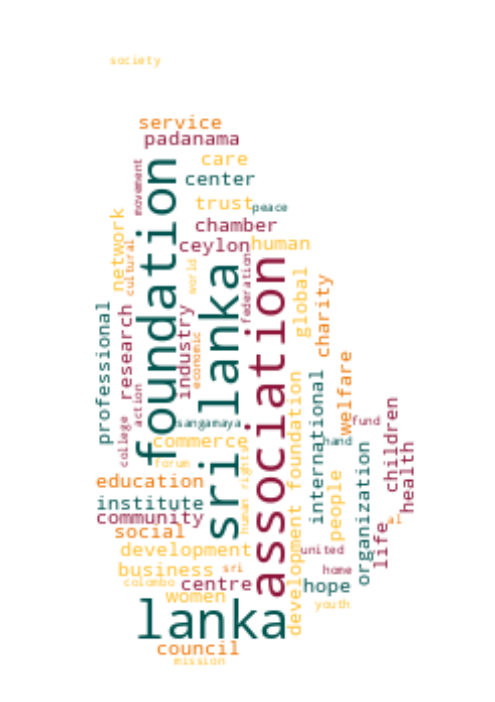 society
service
padanama
care
movement
center
foundation
trust
peace
network
chamber
cultural
ceylon
human
world
federation
sri lanka
association
global
charity
professional
research
industry
economic
action
welfare
college
sangamaya
commerce
forum
human rights
development foundation
international
hand
fund
children
health
people
organization
education
institute
community
social
development
united
life
business
sri
home
colombo
centre
hope
women
youth
lanka
council
mission